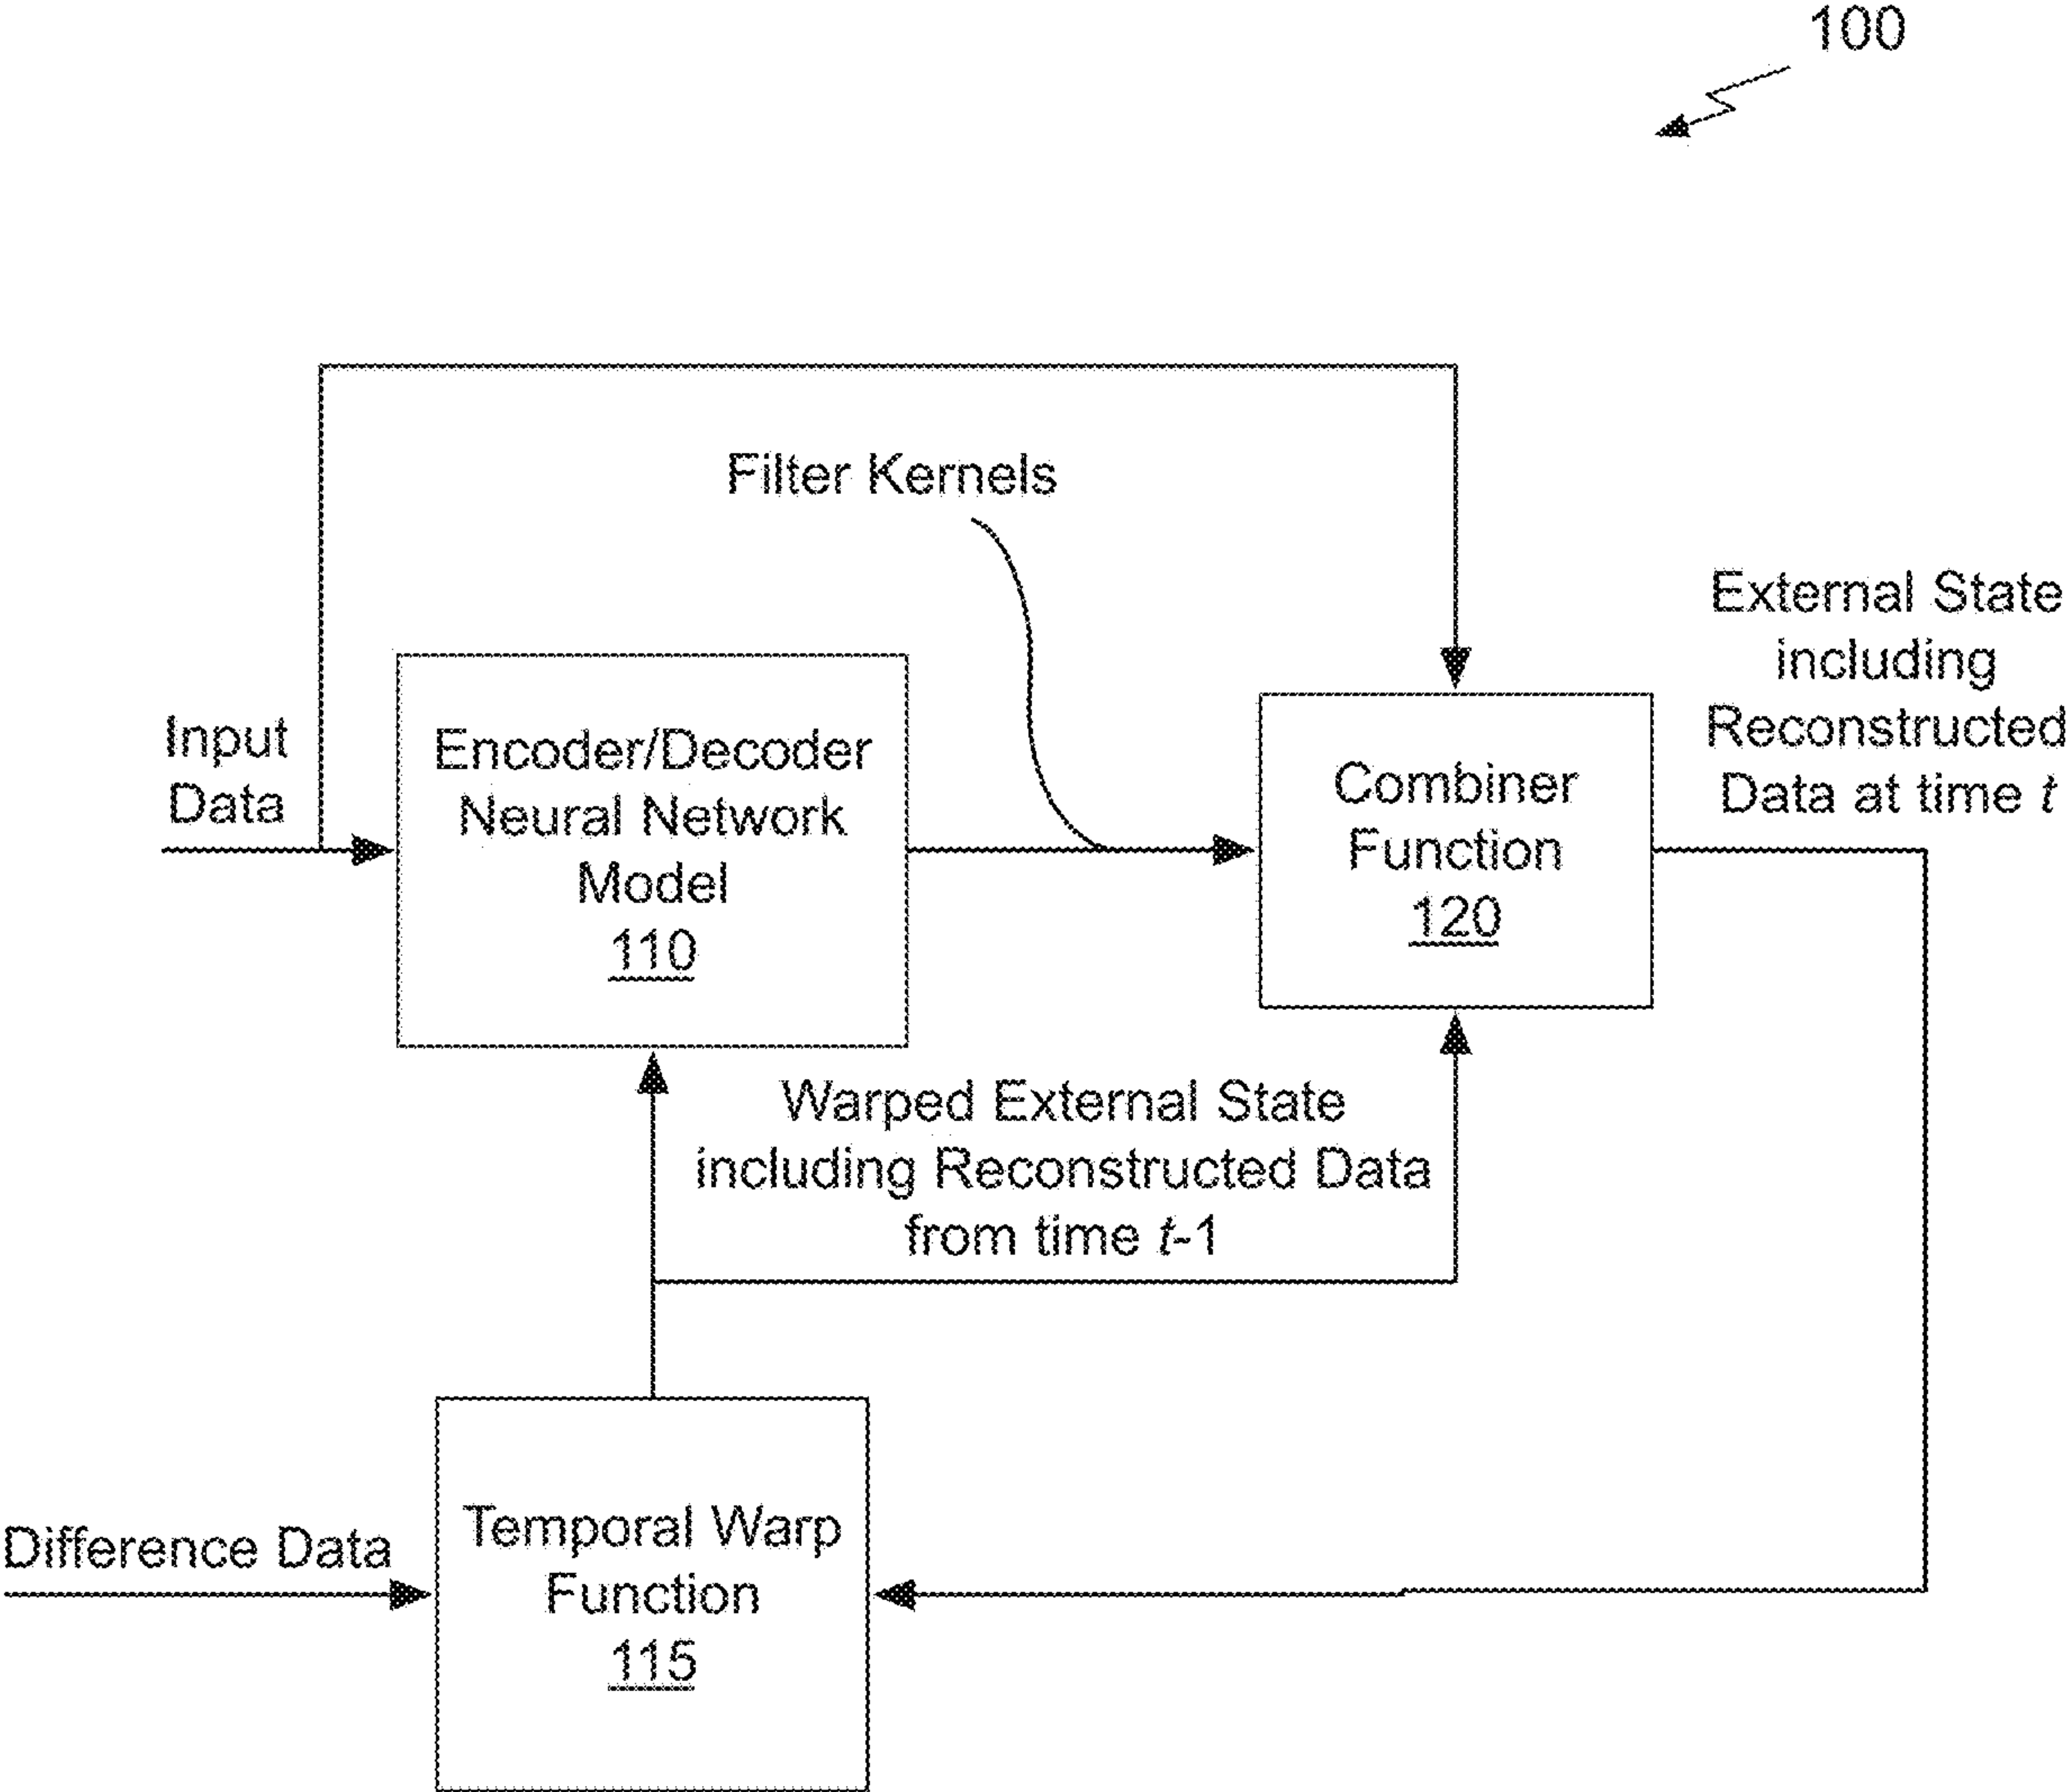 100
Filter Kernels
External State
including
Reconstructed
Data at time t
Input
Data
Encoder/Decoder
Neural Network
Model
110
Combiner
Function
120
Warped External State
including Reconstructed Data
from time t-1
Difference Data
Temporal Warp
Function
115